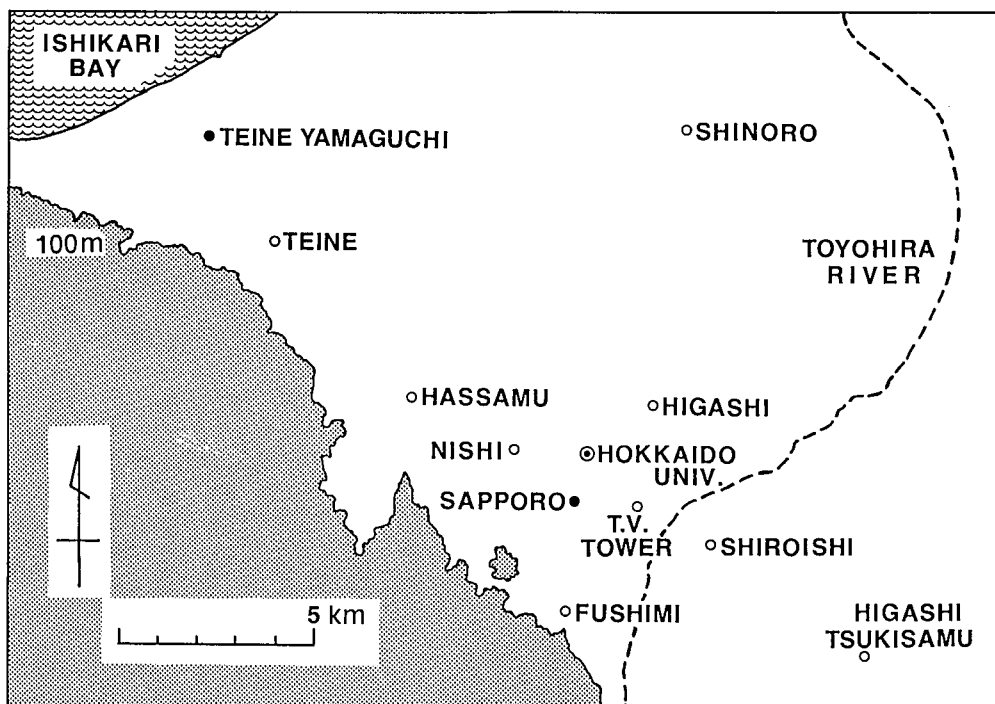 ISHIKARI
BAY
TEINE YAMAGUCHI
SHINORO
100m
TEINE
TOYOHIRA
RIVER
HASSAMU
HIGASHI
NISHI
HOKKAIDO
UNIV.
SAPPORO
T.V.
TOWER
SHIROISHI
5 km
FUSHIMI
HIGASHI
TSUKISAMU